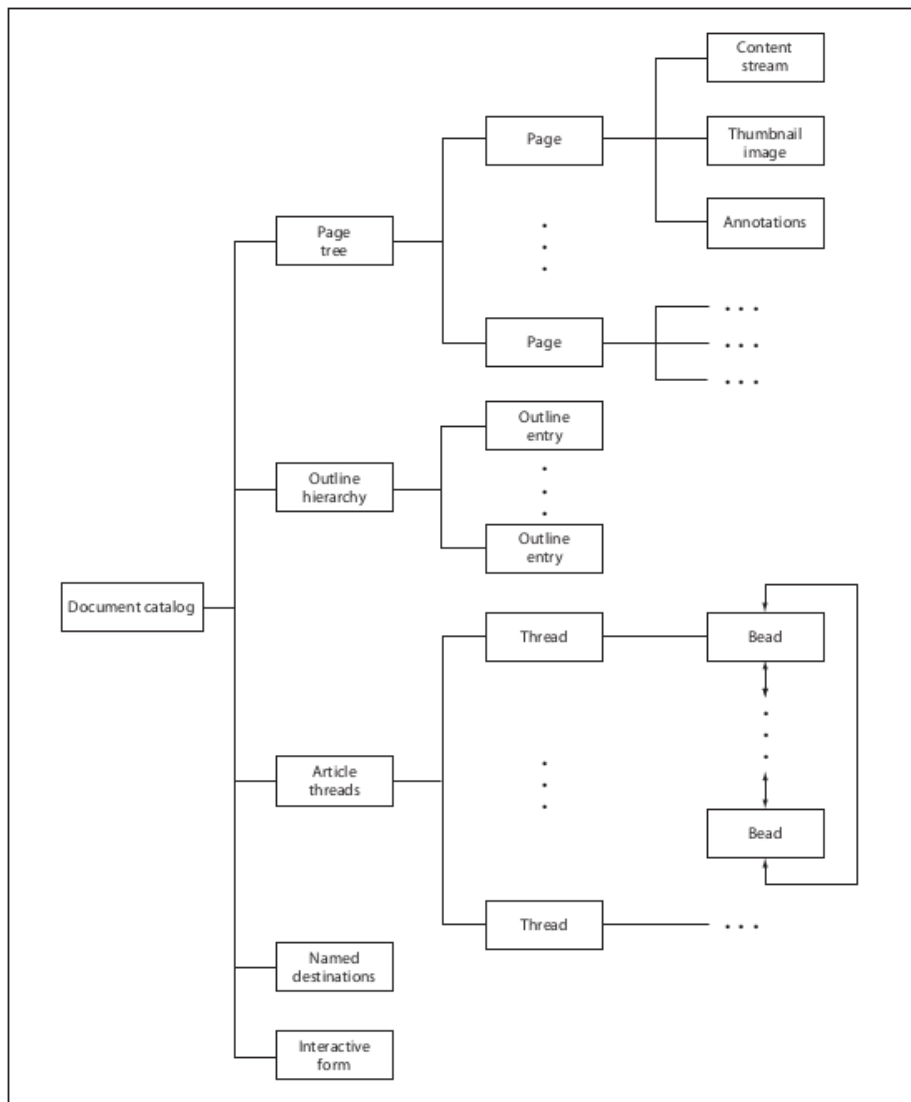 Content
stream
Page
Thumbnail
image
Annotations
Page
tree
Page
Outline
entry
Outline
hierarchy
Outline
entry
Document catalog
Thread
Bead
Article
threads
Bead
Thread
Named
destinations
Interactive
form